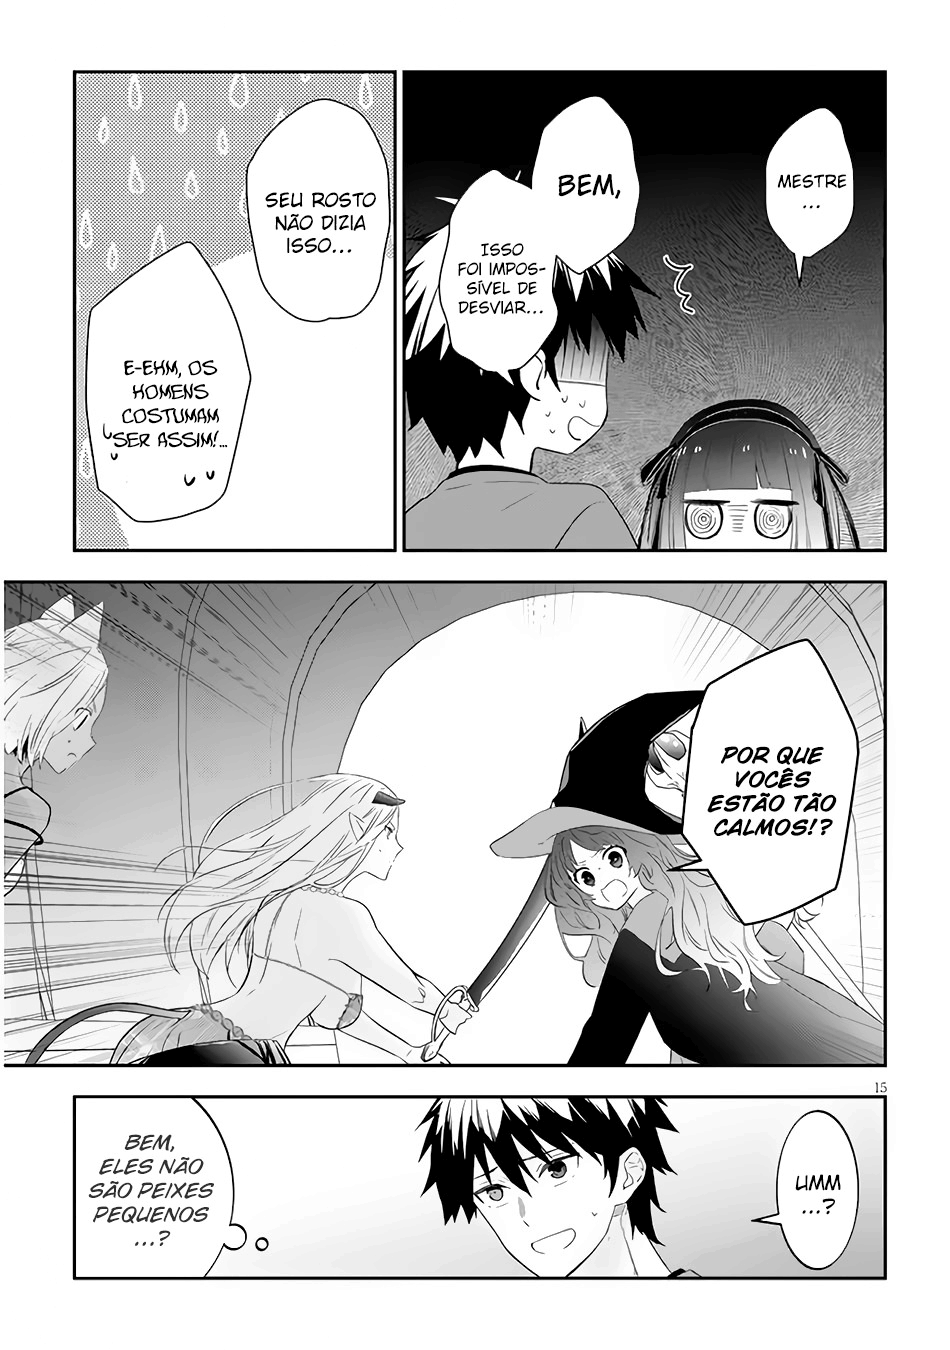 MESTRE
...
BEM,
ISSO
FOI IMPOS-
SÍVEL DE
DESVIAR...
SEU ROSTO
NÃO DIZIA
ISSO...
E-EHM, OS
HOMENS
COSTUMAM
SER ASSIM!...
POR QUE
VOCÊS
ESTÃO TÃO
CALMOS!?
15
UMM
...?
BEM,
ELES NÃO
SÃO PEIXES
PEQUENOS
...?